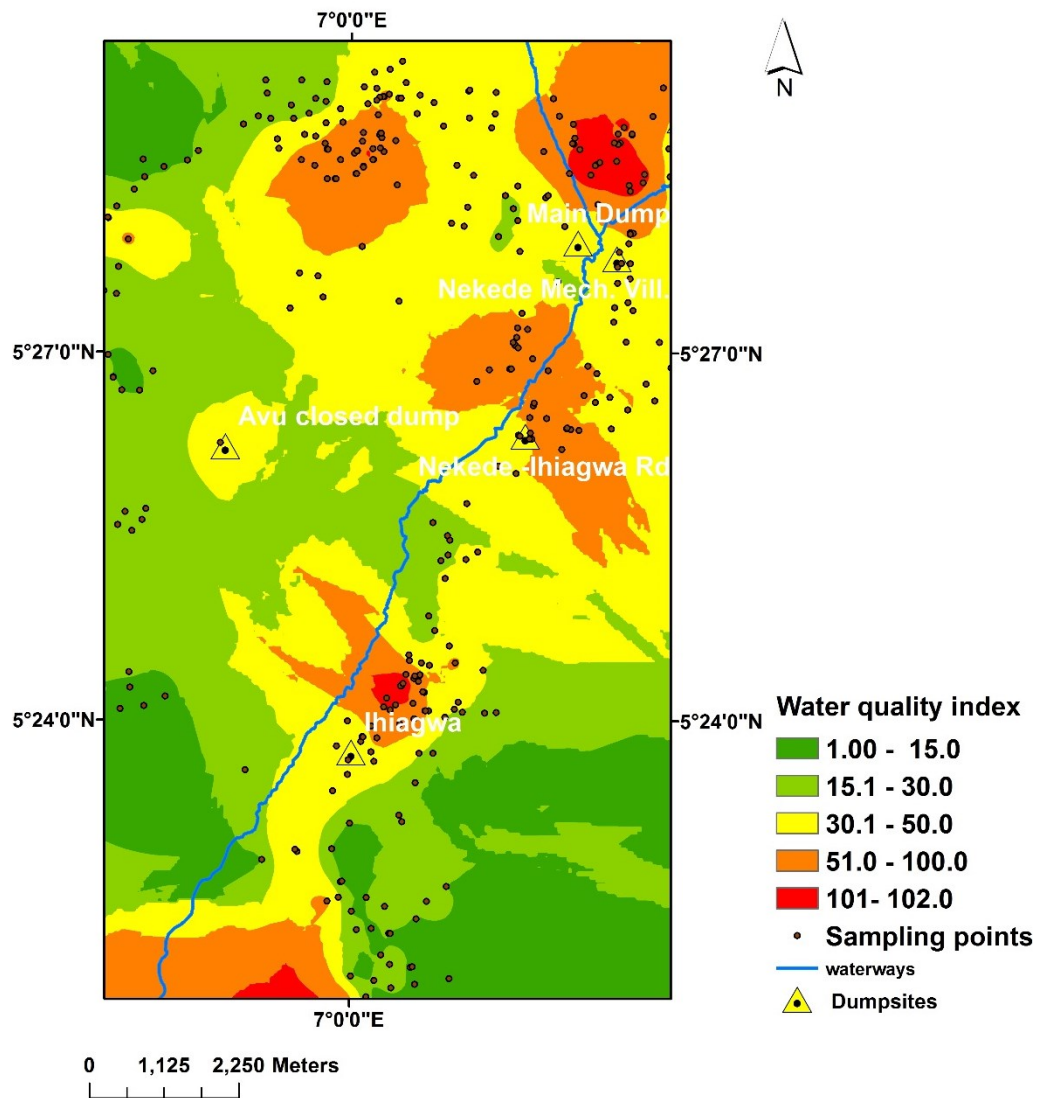 7°0'0"E
N
Main Dump
Nekede Mech. Vill.
5°27'0"N
5°27'0"N
Avu closed dump
Nekede -Ihiagwa Rd
5°24'0"N
5°24'0"N
Ihiagwa
Water quality index
1.00 - 15.0
15.1 - 30.0
30.1 - 50.0
51.0 - 100.0
101- 102.0
Sampling points
waterways
Dumpsites
7°0'0"E
0 1,125 2,250 Meters